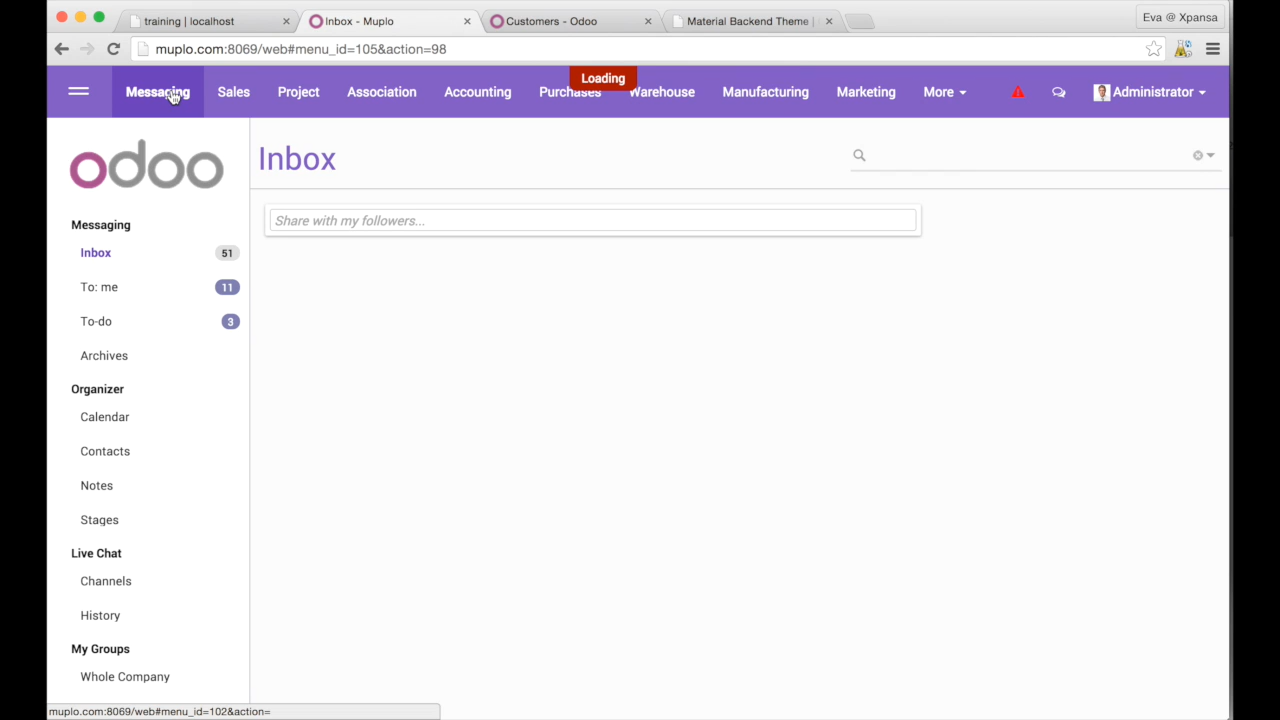 training | localhost
Inbox - Muplo
Customers - Odoo
Material Backend Theme |
Eva @ Xpansa
muplo.com:8069/web#menu_id=105&action=98
Loading
Messaging Sales Project Association Accounting Purchases Warehouse Manufacturing Marketing More Administrator
odoo
Inbox
Share with my followers...
Messaging
Inbox 51
To: me 11
To-do 3
Archives
Organizer
Calendar
Contacts
Notes
Stages
Live Chat
Channels
History
My Groups
Whole Company
muplo.com:8069/web#menu_id=102&action=